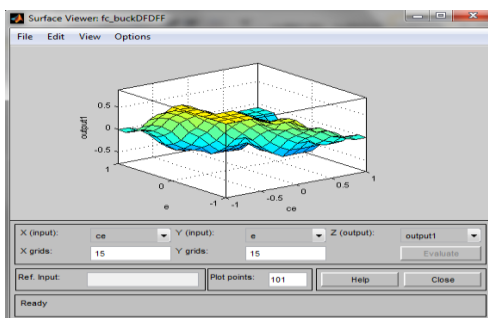 Surface Viewer: fc_buckDFDFF
File Edit View Options
0.5
0
-0.5
output1
1
0
-1
e
-1
-0.5
0
0.5
1
ce
X (input): ce Y (input): e Z (output): output1
X grids: 15 Y grids: 15 Evaluate
Ref. Input: Plot points: 101 Help Close
Ready